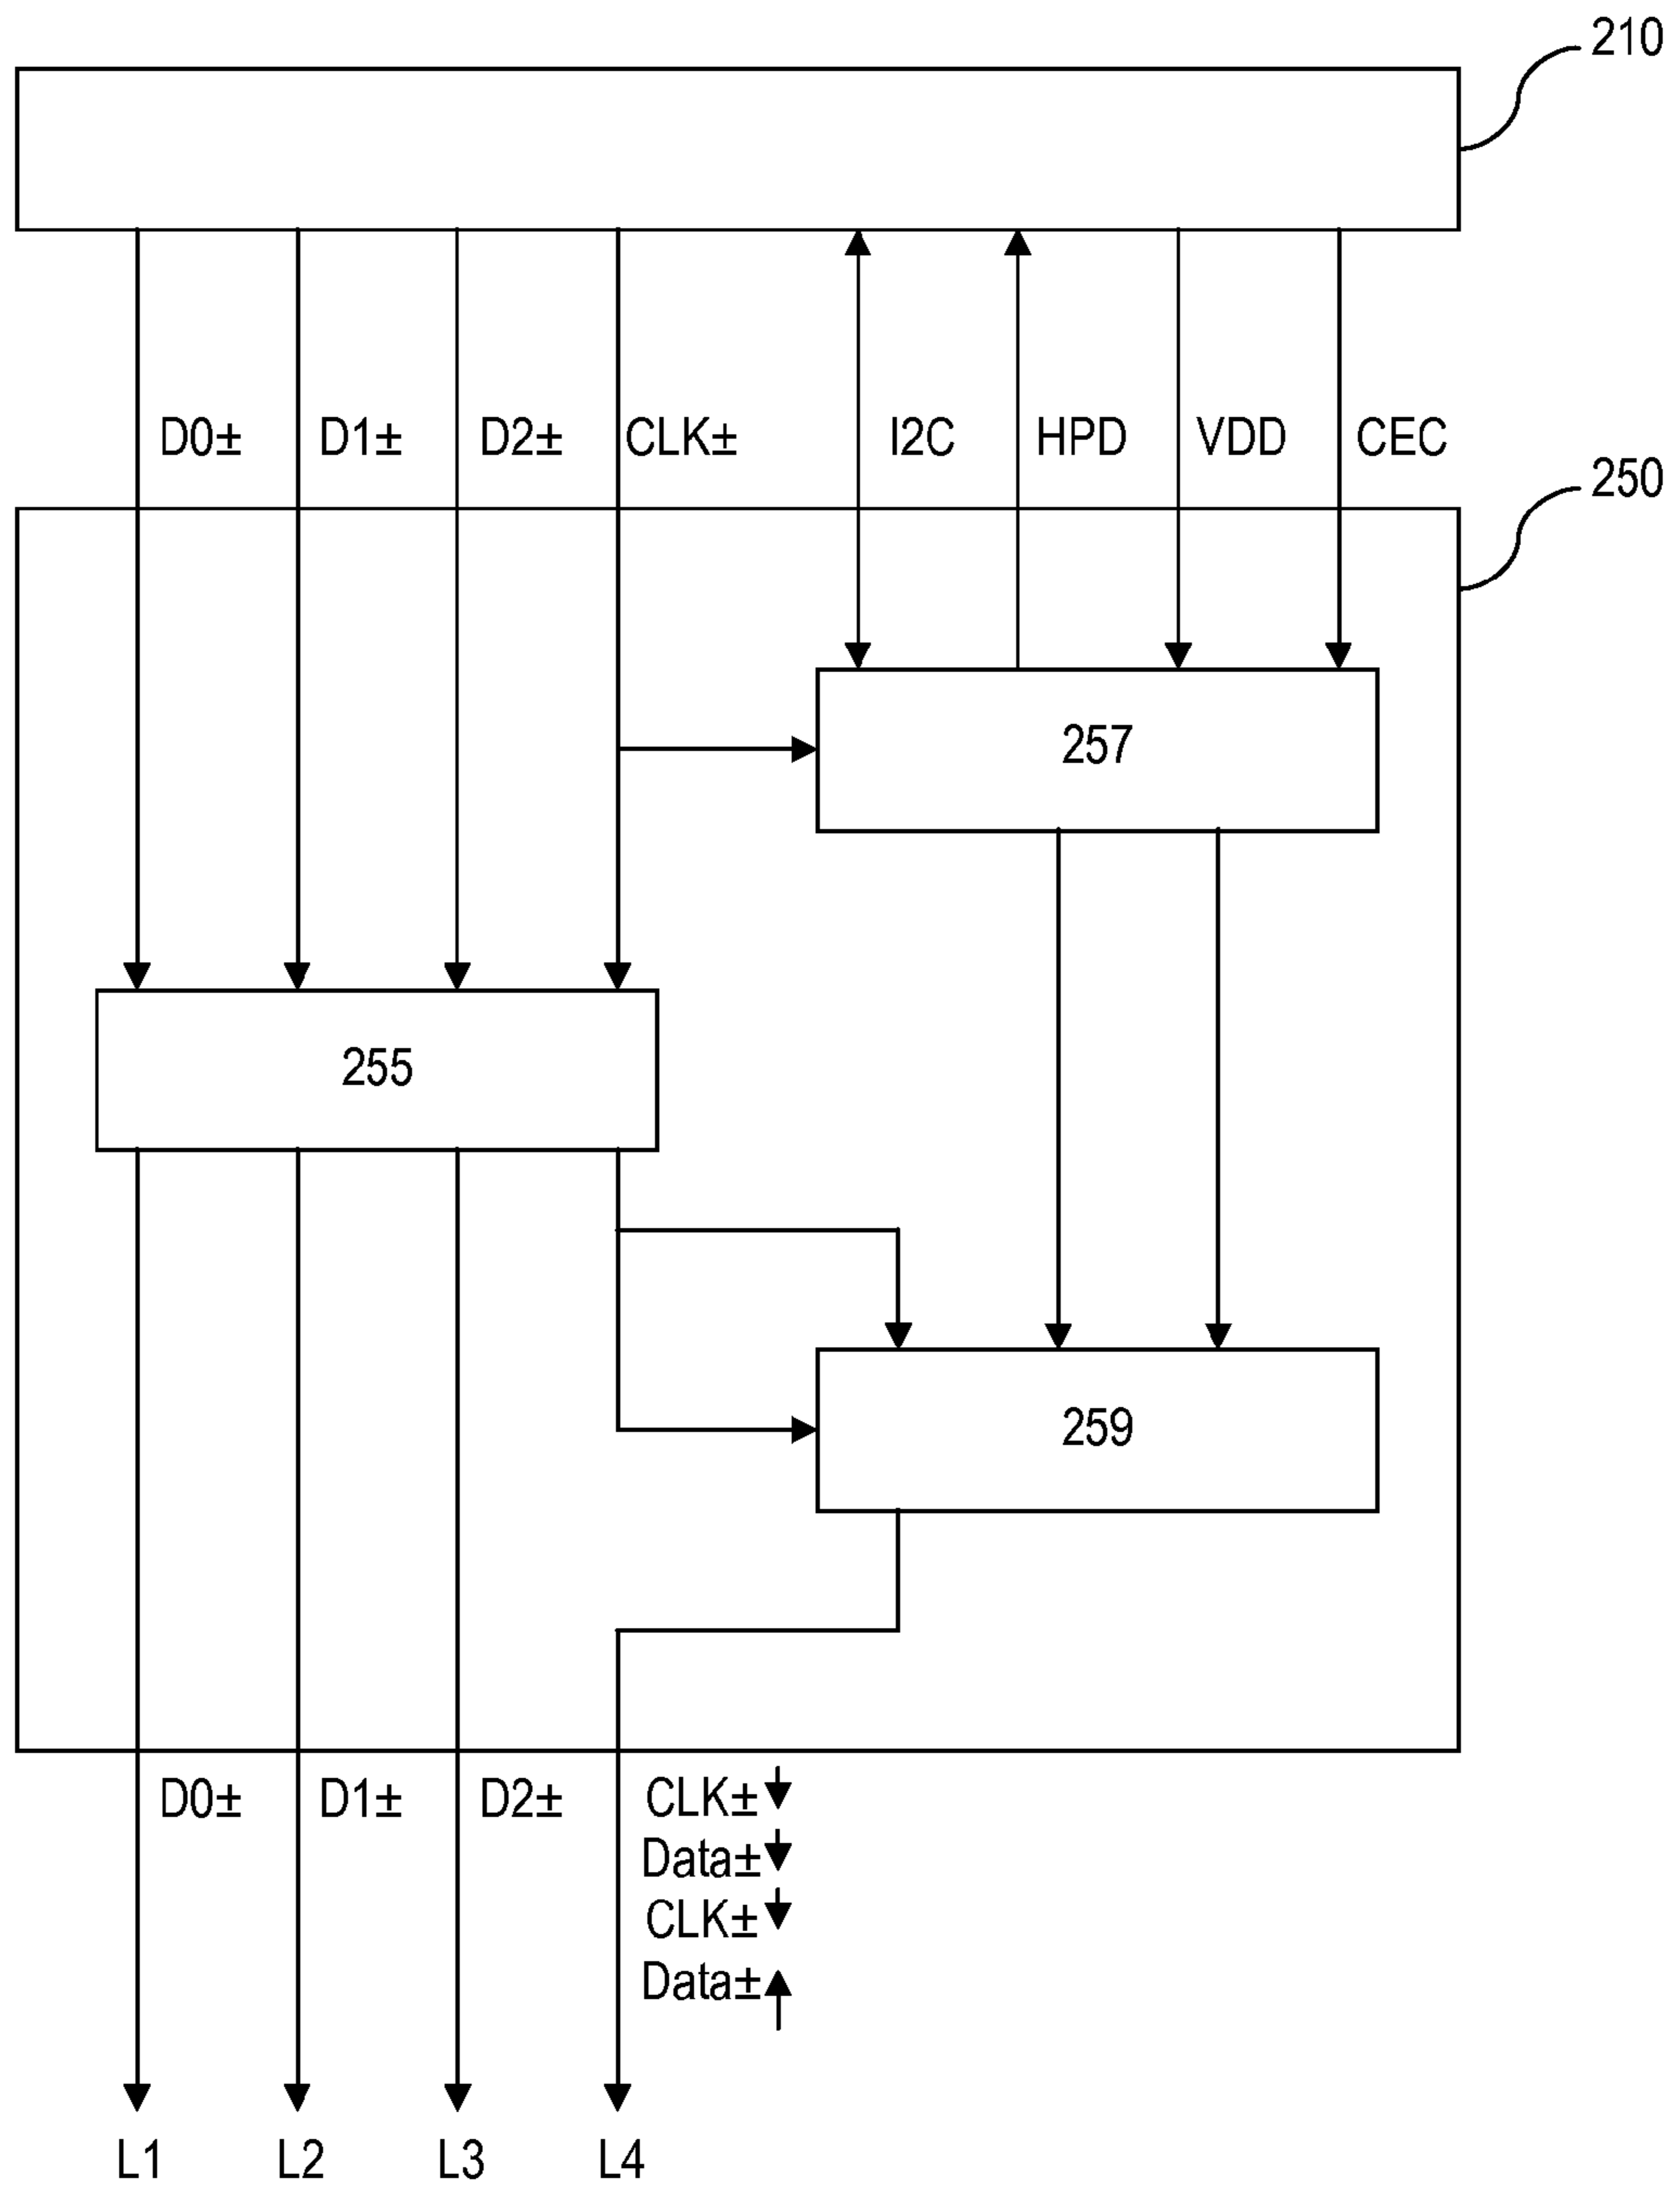 210
D0± D1± D2± CLK± I2C HPD VDD CEC
250
257
255
259
D0± D1± D2± CLK±
Data±
CLK±
Data±
L1 L2 L3 L4